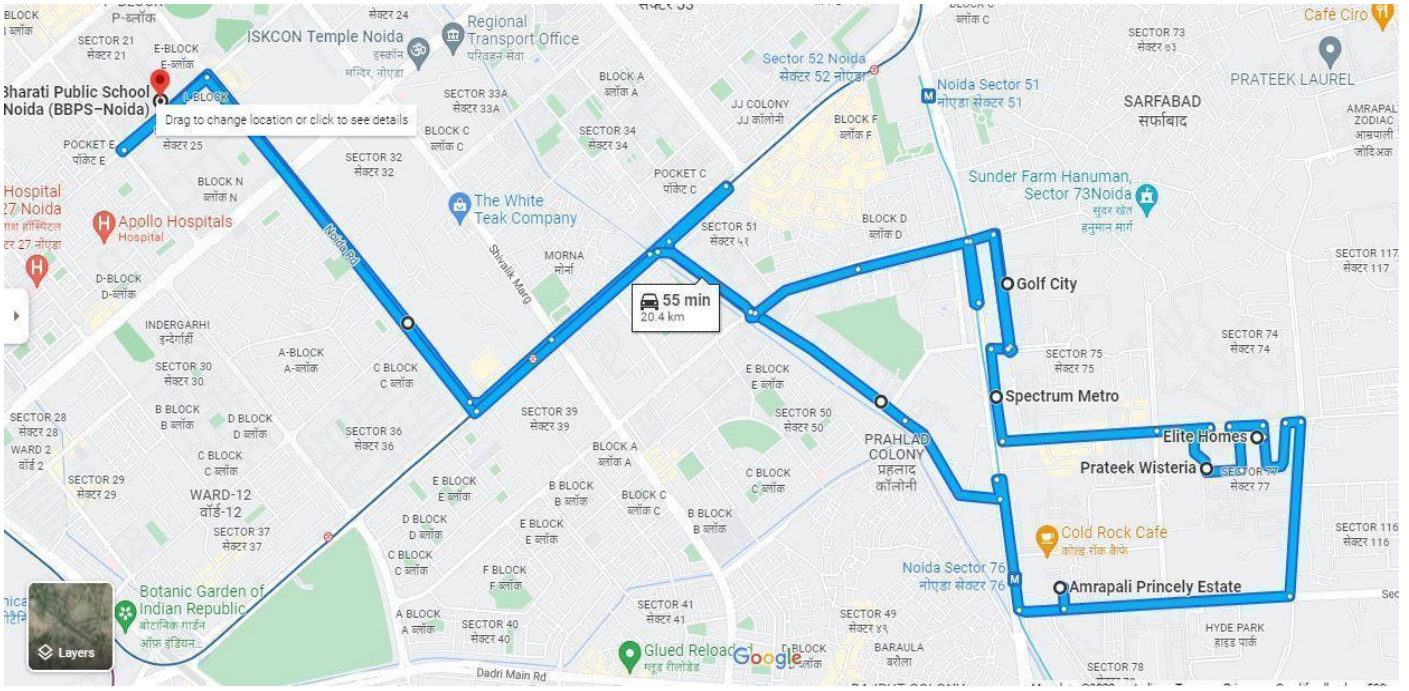 BLOCK
ब्लॉक
P-ब्लॉक
SECTOR 21
सेक्टर 21
E-BLOCK
E-ब्लॉक
सेक्टर 24
ISKCON Temple Noida
इस्कॉन
मन्दिर, नोएडा
Regional
Transport Office
परिवहन सेवा
BLOCK A
ब्लॉक A
Sector 52 Noida
सेक्टर 52 नोएडा
ब्लॉक C
SECTOR 73
सेक्टर ७३
Café Ciro
PRATEEK LAUREL
Bharati Public School
Noida (BBPS-Noida)
L BLOCK
Drag to change location or click to see details
सेक्टर 25
POCKET E
पॉकेट E
SECTOR 33A
सेक्टर 33A
BLOCK C
ब्लॉक C
SECTOR 34
सेक्टर 34
JJ COLONY
JJ कॉलोनी
BLOCK F
ब्लॉक F
Noida Sector 51
नोएडा सेक्टर 51
SARFABAD
सर्फाबाद
AMRAPALI
ZODIAC
आम्रपाली
जोदिअक
SECTOR 32
सेक्टर 32
BLOCK N
ब्लॉक N
POCKET C
पॉकेट C
Sunder Farm Hanuman,
Sector 73Noida
सुंदर खेत
हनुमान मार्ग
Hospital
27 Noida
Apollo Hospitals
Hospital
The White
Teak Company
SECTOR 51
सेक्टर ५१
BLOCK D
ब्लॉक D
Noida Rd
Shivalik Marg
MORNA
मोर्ना
SECTOR 117
सेक्टर 117
D-BLOCK
D-ब्लॉक
55 min
20.4 km
Golf City
INDERGARHI
इन्देर्गार्ही
SECTOR 74
सेक्टर 74
A-BLOCK
A-ब्लॉक
SECTOR 75
सेक्टर 75
SECTOR 30
सेक्टर 30
C BLOCK
C ब्लॉक
E BLOCK
E ब्लॉक
Spectrum Metro
SECTOR 28
सेक्टर 28
B BLOCK
B ब्लॉक
D BLOCK
D ब्लॉक
SECTOR 36
सेक्टर 36
SECTOR 39
सेक्टर 39
SECTOR 50
सेक्टर 50
WARD 2
वॉर्ड 2
C BLOCK
C ब्लॉक
BLOCK A
ब्लॉक A
PRAHLAD
COLONY
प्रहलाद
कॉलोनी
Elite Homes
Prateek Wisteria
SECTOR 77
सेक्टर 77
SECTOR 29
सेक्टर 29
WARD-12
वॉर्ड-12
E BLOCK
E ब्लॉक
B BLOCK
B ब्लॉक
BLOCK C
ब्लॉक C
C BLOCK
C ब्लॉक
SECTOR 37
सेक्टर 37
D BLOCK
D ब्लॉक
E BLOCK
E ब्लॉक
B BLOCK
B ब्लॉक
Cold Rock Cafe
कोल्ड रॉक कैफे
SECTOR 116
सेक्टर 116
C BLOCK
C ब्लॉक
F BLOCK
F ब्लॉक
Noida Sector 76
नोएडा सेक्टर 76
Amrapali Princely Estate
Botanic Garden of
Indian Republic
बोटानिक गार्डन
ऑफ़ इंडियन...
A BLOCK
A ब्लॉक
SECTOR 40
सेक्टर 40
SECTOR 41
सेक्टर 41
SECTOR 49
सेक्टर ४९
HYDE PARK
हाइड पार्क
Layers
Dadri Main Rd
Glued Reloaded
ग्लूड रीलोडेड
Google
BARAULA
बरौला
SECTOR 78